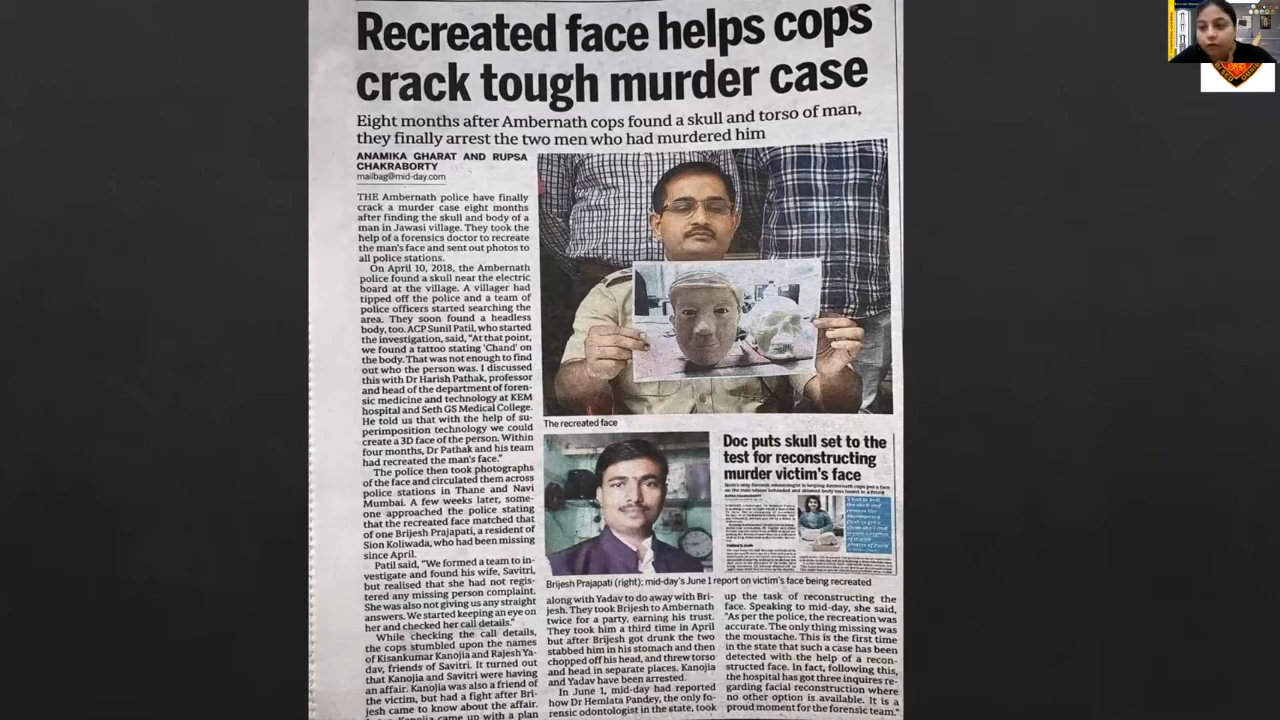 Recreated face helps cops
crack tough murder case
Eight months after Ambernath cops found a skull and torso of man,
they finally arrest the two men who had murdered him
ANAMIKA GHARAT AND RUPSA
CHAKRABORTY
mailbag@mid-day.com
THE Ambernath police have finally
crack a murder case eight months
after finding the skull and body of a
man in Jawasi village. They took the
help of a forensics doctor to recreate
the man's face and sent out photos to
all police stations.
On April 10, 2018, the Ambernath
police found a skull near the electric
board at the village. A villager had
tipped off the police and a team of
police officers started searching the
area. They soon found a headless
body, too. ACP Sunil Patil, who started
the investigation, said, "At that point,
we found a tattoo stating 'Chand' on
the body. That was not enough to find
out who the person was. I discussed
this with Dr Harish Pathak, professor
and head of the department of foren-
sic medicine and technology at KEM
hospital and Seth GS Medical College.
He told us that with the help of su-
perimposition technology we could
create a 3D face of the person. Within
four months, Dr Pathak and his team
had recreated the man's face."
The police then took photographs
of the face and circulated them across
police stations in Thane and Navi
Mumbai. A few weeks later, some-
one approached the police stating
that the recreated face matched that
of one Brijesh Prajapati, a resident of
Sion Koliwada, who had been missing
since April.
Patil said, "We formed a team to in-
vestigate and found his wife, Savitri,
but realised that she had not regis-
tered any missing person complaint.
She was also not giving us any straight
answers. We started keeping an eye on
her and checked her call details."
While checking the call details,
the cops stumbled upon the names
of Kisankumar Kanojia and Rajesh Ya-
dav, friends of Savitri. It turned out
that Kanojia and Savitri were having
an affair. Kanojia was also a friend of
the victim, but had a fight after Bri-
jesh came to know about the affair.
Kanojia came up with a plan
The recreated face
Doc puts skull set to the
test for reconstructing
murder victim's face
Brijesh Prajapati (right); mid-day's June 1 report on victim's face being recreated
along with Yadav to do away with Bri-
jesh. They took Brijesh to Ambernath
twice for a party, earning his trust.
They took him a third time in April
but after Brijesh got drunk the two
stabbed him in his stomach and then
chopped off his head, and threw torso
and head in separate places. Kanojia
and Yadav have been arrested.
In June 1, mid-day had reported
how Dr Hemlata Pandey, the only fo-
rensic odontologist in the state, took
up the task of reconstructing the
face. Speaking to mid-day, she said,
"As per the police, the recreation was
accurate. The only thing missing was
the moustache. This is the first time
in the state that such a case has been
detected with the help of a recon-
structed face. In fact, following this,
the hospital has got three inquires re-
garding facial reconstruction where
no other option is available. It is a
proud moment for the forensic team."